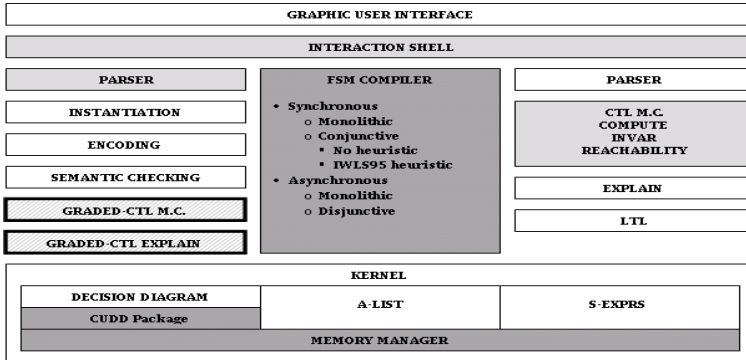 GRAPHIC USER INTERFACE
INTERACTION SHELL
PARSER
INSTANTIATION
ENCODING
SEMANTIC CHECKING
GRADED-CTL M.C.
GRADED-CTL EXPLAIN
FSM COMPILER
• Synchronous
o Monolithic
o Conjunctive
▪ No heuristic
▪ IWLS95 heuristic
• Asynchronous
o Monolithic
o Disjunctive
PARSER
CTL M.C.
COMPUTE
INVAR
REACHABILITY
EXPLAIN
LTL
KERNEL
DECISION DIAGRAM
CUDD Package
A-LIST
S-EXPRS
MEMORY MANAGER